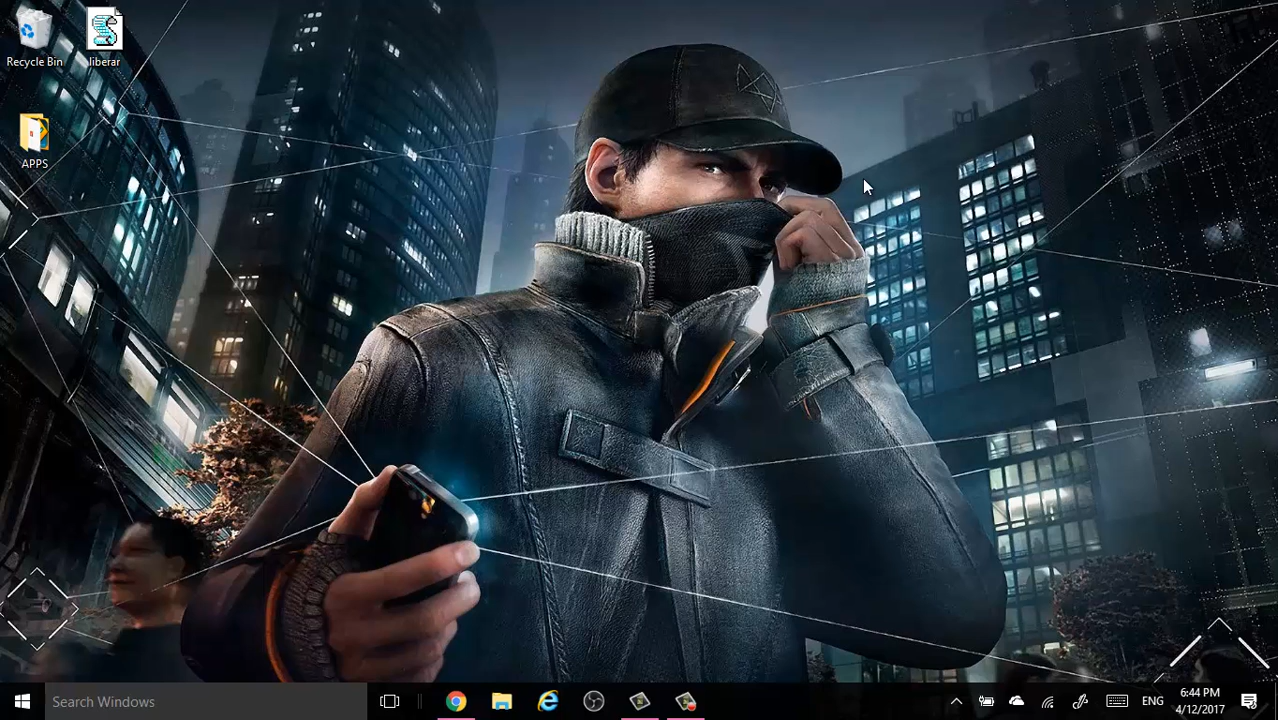 Recycle Bin
liberar
APPS
Search Windows
ENG
6:44 PM
4/12/2017